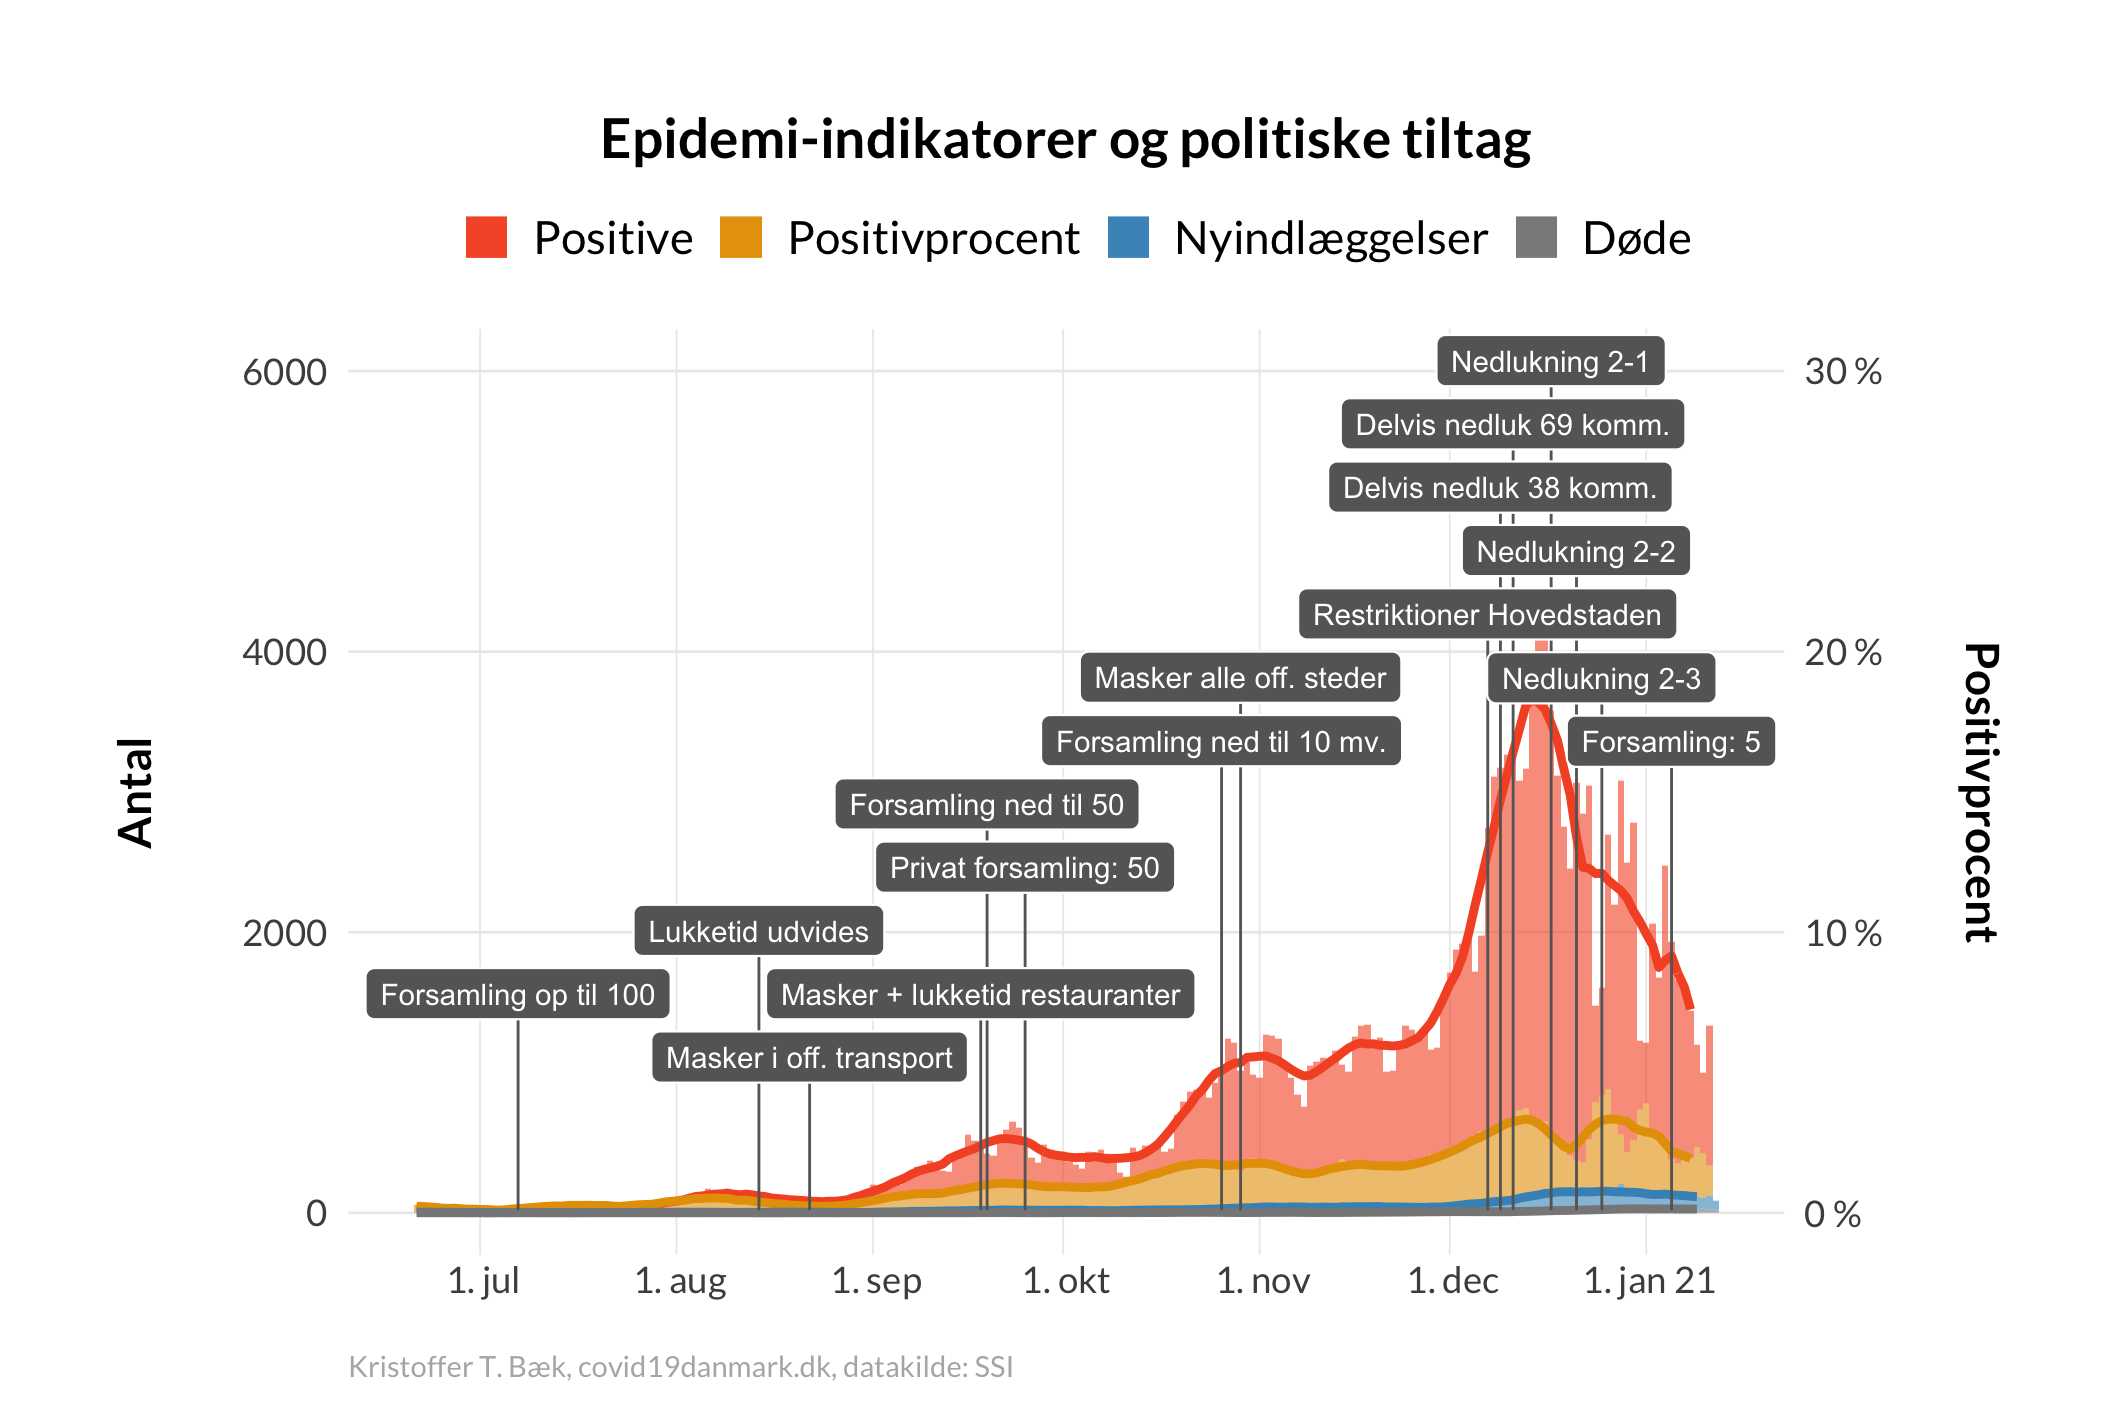 Epidemi-indikatorer og politiske tiltag
Positive Positivprocent Nyindlæggelser Døde
Antal
6000
4000
2000
0
Nedlukning 2-1
Delvis nedluk 69 komm.
Delvis nedluk 38 komm.
Nedlukning 2-2
Restriktioner Hovedstaden
Masker alle off. steder
Nedlukning 2-3
Forsamling ned til 10 mv.
Forsamling: 5
Forsamling ned til 50
Privat forsamling: 50
Lukketid udvides
Forsamling op til 100
Masker + lukketid restauranter
Masker i off. transport
30 %
20 %
10 %
0 %
Positivprocent
1. jul 1. aug 1. sep 1. okt 1. nov 1. dec 1. jan 21
Kristoffer T. Bæk, covid19danmark.dk, datakilde: SSI